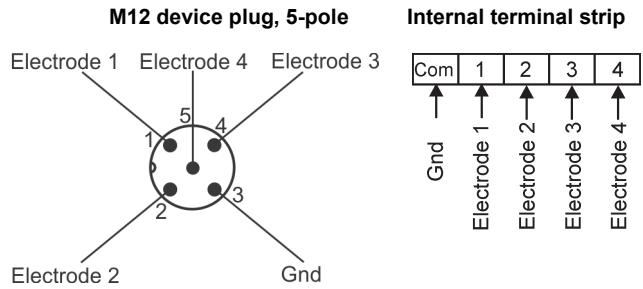 M12 device plug, 5-pole
Electrode 1
Electrode 4
Electrode 3
5
1
4
2
3
Electrode 2
Gnd
Internal terminal strip
Com 1 2 3 4
Gnd
Electrode 1
Electrode 2
Electrode 3
Electrode 4